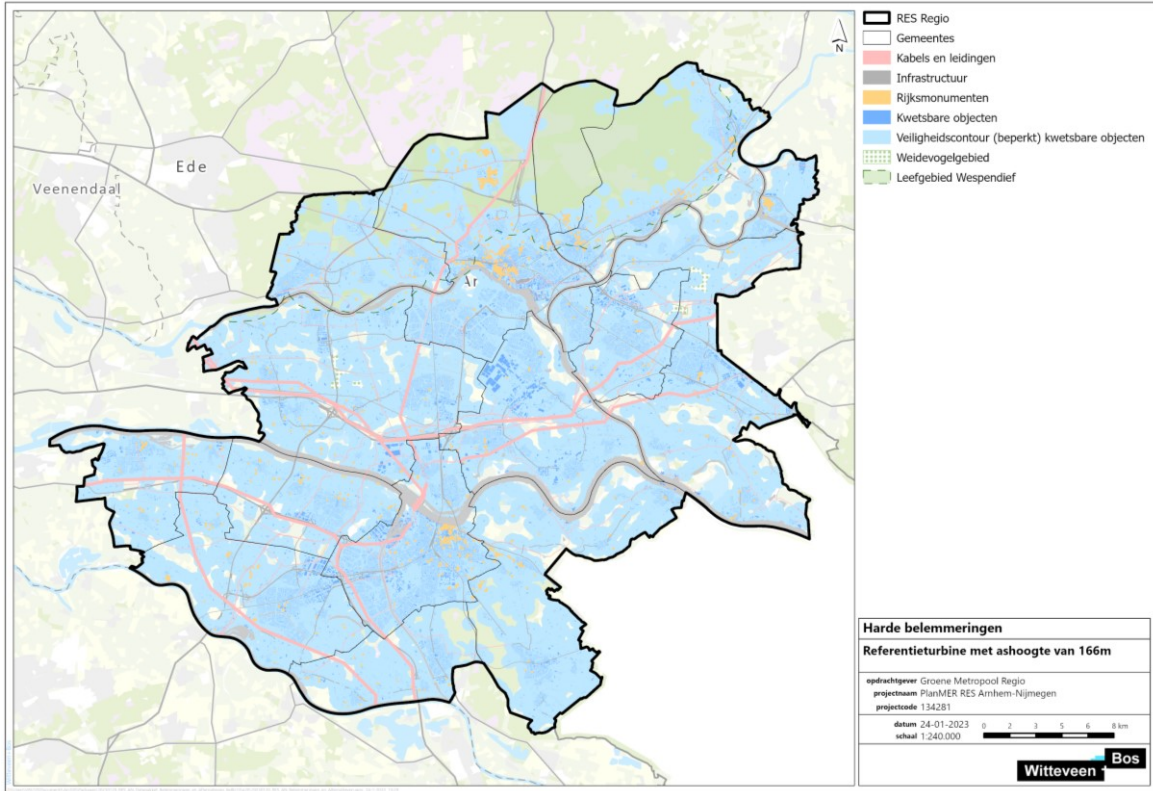 N
RES Regio
Gemeentes
Kabels en leidingen
Infrastructuur
Rijksmonumenten
Kwetsbare objecten
Veiligheidscontour (beperkt) kwetsbare objecten
Weidevogelgebied
Leefgebied Wespendief
Ede
Veenendaal
Ar
Harde belemmeringen
Referentieturbine met ashoogte van 166m
opdrachtgever Groene Metropool Regio
projectnaam PlanMER RES Arnhem-Nijmegen
projectcode 134281
datum 24-01-2023
schaal 1:240.000
0 2 3 5 6 8 km
Witteveen
Bos